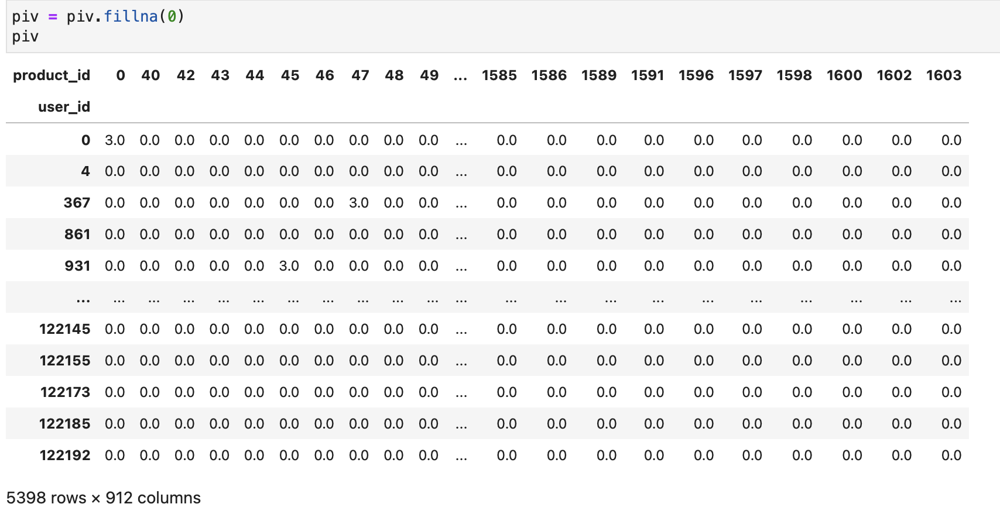 piv = piv.fillna(0)
piv
product_id 0 40 42 43 44 45 46 47 48 49 ... 1585 1586 1589 1591 1596 1597 1598 1600 1602 1603
user_id
0 3.0 0.0 0.0 0.0 0.0 0.0 0.0 0.0 0.0 0.0 ... 0.0 0.0 0.0 0.0 0.0 0.0 0.0 0.0 0.0 0.0
4 0.0 0.0 0.0 0.0 0.0 0.0 0.0 0.0 0.0 0.0 ... 0.0 0.0 0.0 0.0 0.0 0.0 0.0 0.0 0.0 0.0
367 0.0 0.0 0.0 0.0 0.0 0.0 0.0 3.0 0.0 0.0 ... 0.0 0.0 0.0 0.0 0.0 0.0 0.0 0.0 0.0 0.0
861 0.0 0.0 0.0 0.0 0.0 0.0 0.0 0.0 0.0 0.0 ... 0.0 0.0 0.0 0.0 0.0 0.0 0.0 0.0 0.0 0.0
931 0.0 0.0 0.0 0.0 0.0 3.0 0.0 0.0 0.0 0.0 ... 0.0 0.0 0.0 0.0 0.0 0.0 0.0 0.0 0.0 0.0
... ... ... ... ... ... ... ... ... ... ... ... ... ... ... ... ... ... ... ... ... ...
122145 0.0 0.0 0.0 0.0 0.0 0.0 0.0 0.0 0.0 0.0 ... 0.0 0.0 0.0 0.0 0.0 0.0 0.0 0.0 0.0 0.0
122155 0.0 0.0 0.0 0.0 0.0 0.0 0.0 0.0 0.0 0.0 ... 0.0 0.0 0.0 0.0 0.0 0.0 0.0 0.0 0.0 0.0
122173 0.0 0.0 0.0 0.0 0.0 0.0 0.0 0.0 0.0 0.0 ... 0.0 0.0 0.0 0.0 0.0 0.0 0.0 0.0 0.0 0.0
122185 0.0 0.0 0.0 0.0 0.0 0.0 0.0 0.0 0.0 0.0 ... 0.0 0.0 0.0 0.0 0.0 0.0 0.0 0.0 0.0 0.0
122192 0.0 0.0 0.0 0.0 0.0 0.0 0.0 0.0 0.0 0.0 ... 0.0 0.0 0.0 0.0 0.0 0.0 0.0 0.0 0.0 0.0
5398 rows × 912 columns